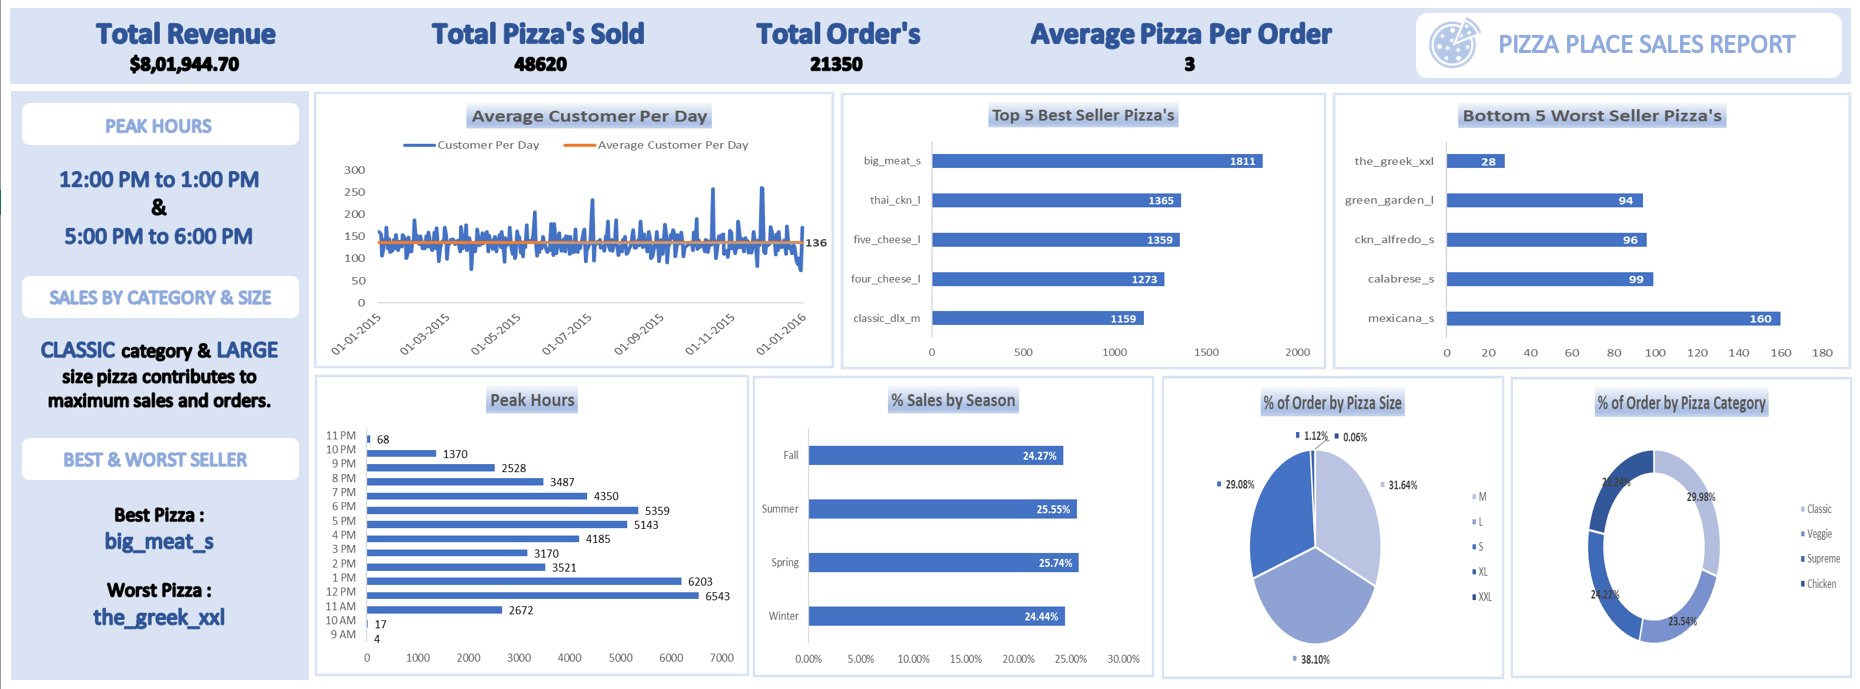 Total Revenue
$8,01,944.70
Total Pizza's Sold
48620
Total Order's
21350
Average Pizza Per Order
3
PIZZA PLACE SALES REPORT
PEAK HOURS
12:00 PM to 1:00 PM
&
5:00 PM to 6:00 PM
SALES BY CATEGORY & SIZE
CLASSIC category & LARGE
size pizza contributes to
maximum sales and orders.
BEST & WORST SELLER
Best Pizza :
big_meat_s
Worst Pizza :
the_greek_xxl
Average Customer Per Day
Customer Per Day
Average Customer Per Day
300
250
200
150
100
50
0
136
01-01-2015
01-03-2015
01-05-2015
01-07-2015
01-09-2015
01-11-2015
01-01-2016
Top 5 Best Seller Pizza's
big_meat_s 1811
thai_ckn_l 1365
five_cheese_l 1359
four_cheese_l 1273
classic_dlx_m 1159
0 500 1000 1500 2000
Bottom 5 Worst Seller Pizza's
the_greek_xxl 28
green_garden_l 94
ckn_alfredo_s 96
calabrese_s 99
mexicana_s 160
0 20 40 60 80 100 120 140 160 180
Peak Hours
11 PM 68
10 PM 1370
9 PM 2528
8 PM 3487
7 PM 4350
6 PM 5359
5 PM 5143
4 PM 4185
3 PM 3170
2 PM 3521
1 PM 6203
12 PM 6543
11 AM 2672
10 AM 17
9 AM 4
0 1000 2000 3000 4000 5000 6000 7000
% Sales by Season
Fall 24.27%
Summer 25.55%
Spring 25.74%
Winter 24.44%
0.00% 5.00% 10.00% 15.00% 20.00% 25.00% 30.00%
% of Order by Pizza Size
1.12% 0.06%
29.08%
31.64%
38.10%
M
L
S
XL
XXL
% of Order by Pizza Category
22.24%
29.98%
24.22%
23.54%
Classic
Veggie
Supreme
Chicken